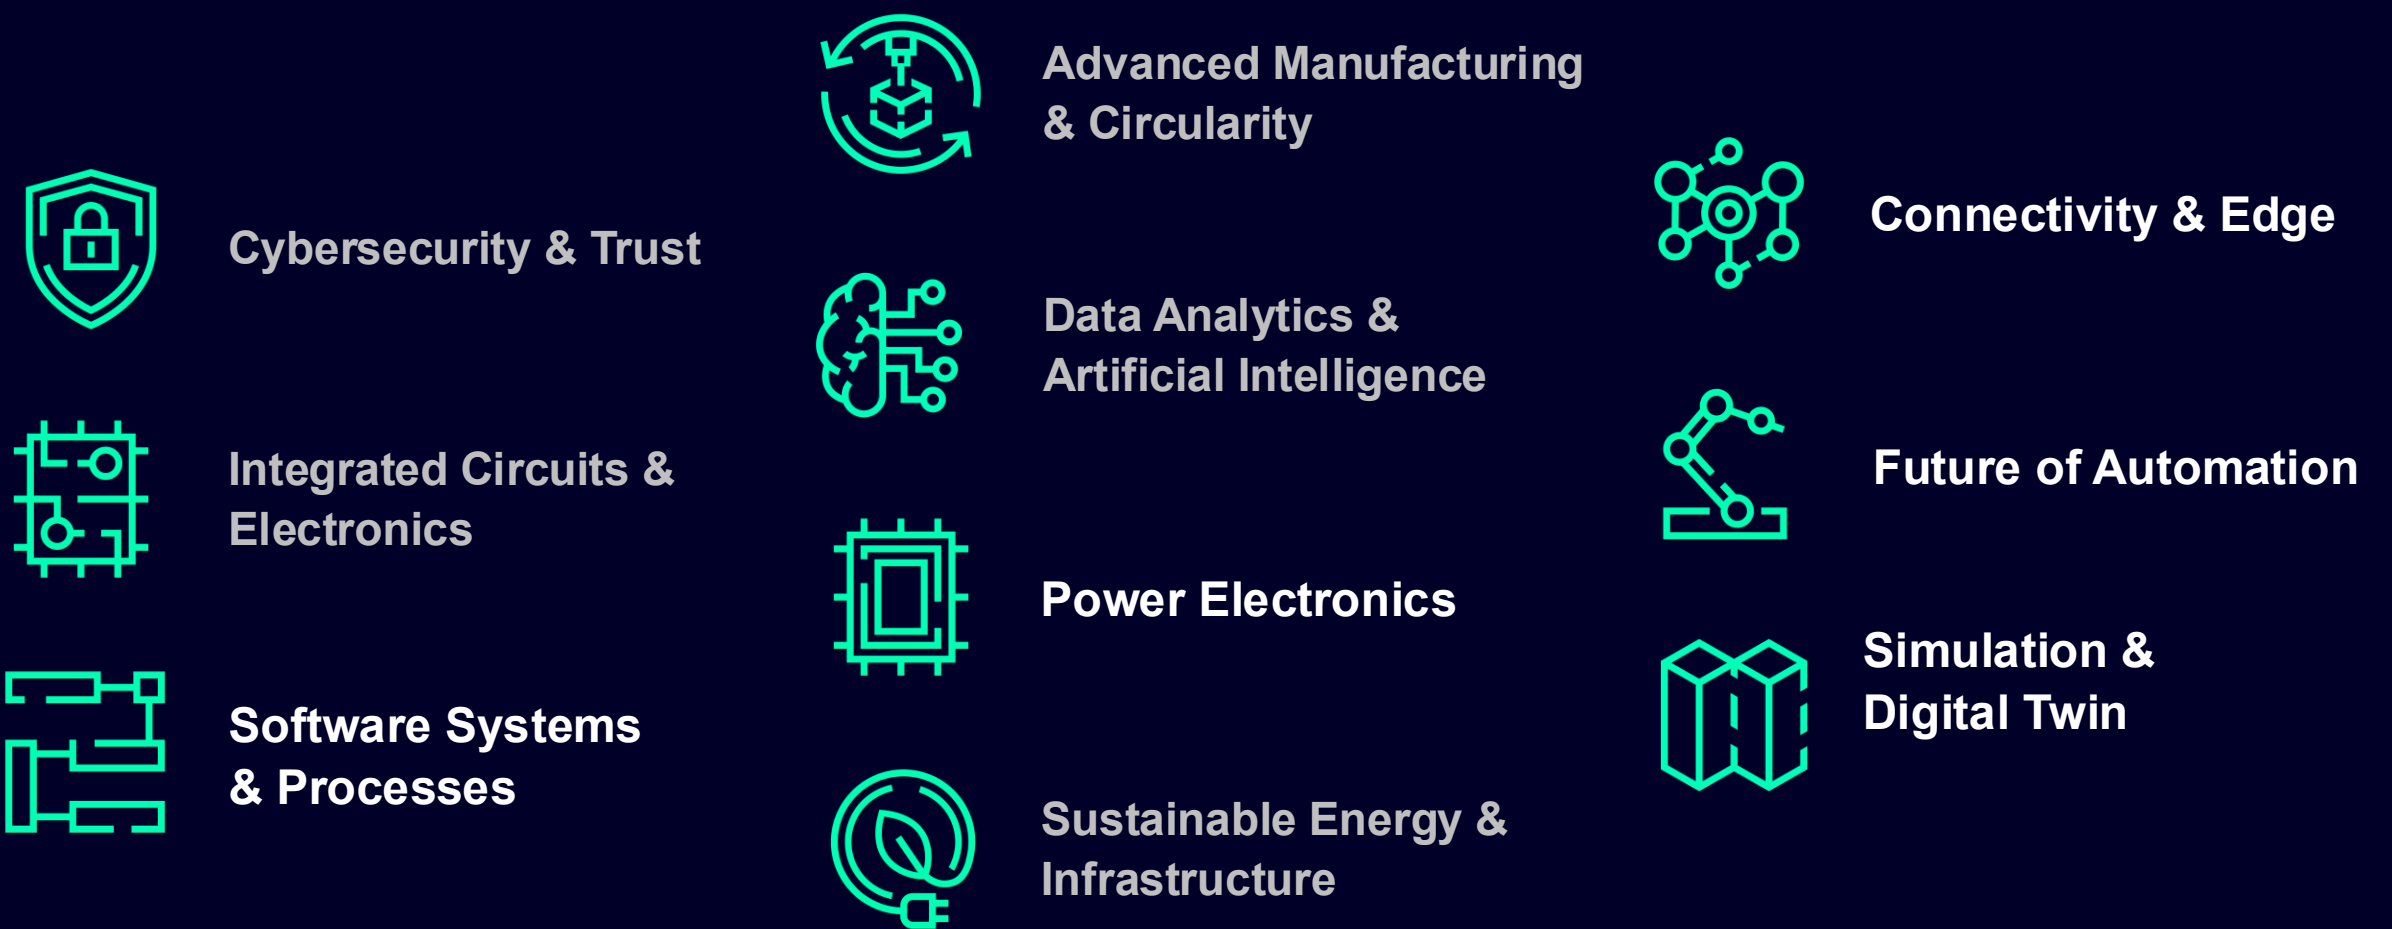 Cybersecurity & Trust
Integrated Circuits &
Electronics
Software Systems
& Processes
Advanced Manufacturing
& Circularity
Data Analytics &
Artificial Intelligence
Power Electronics
Sustainable Energy &
Infrastructure
Connectivity & Edge
Future of Automation
Simulation &
Digital Twin